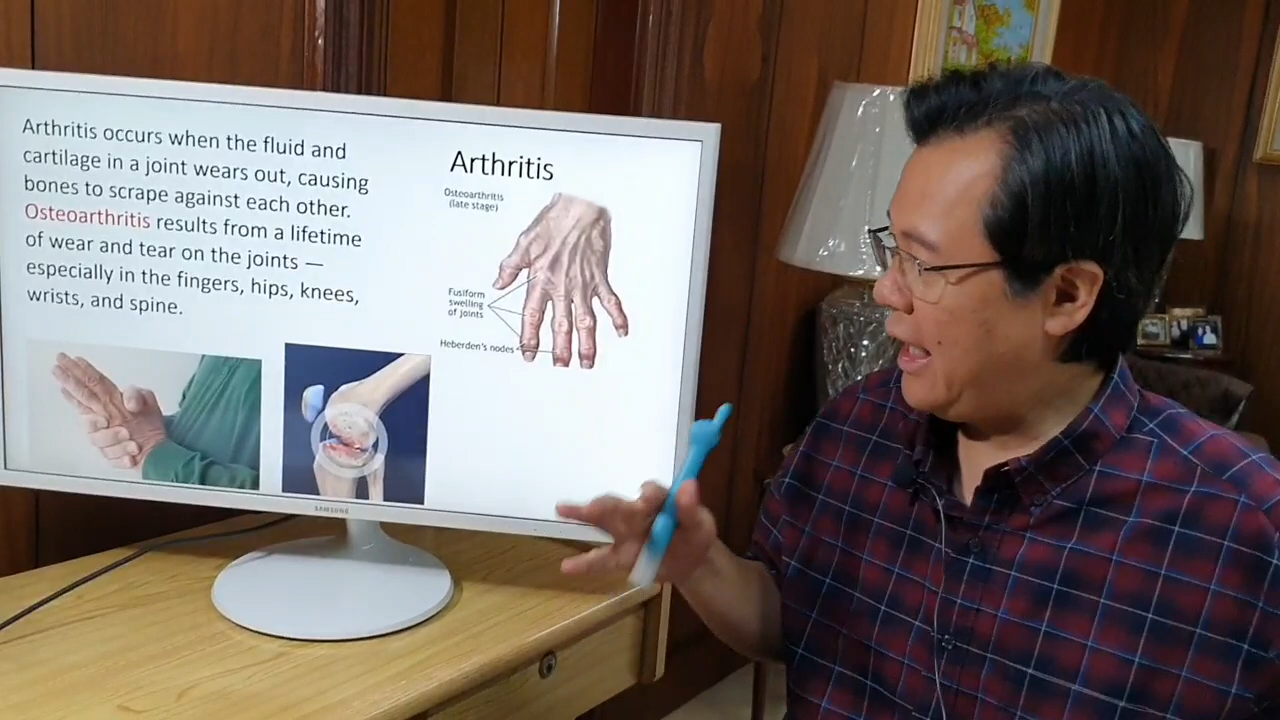 Arthritis occurs when the fluid and
cartilage in a joint wears out, causing
bones to scrape against each other.
Osteoarthritis results from a lifetime
of wear and tear on the joints —
especially in the fingers, hips, knees,
wrists, and spine.
Arthritis
Osteoarthritis
(late stage)
Fusiform
swelling
of joints
Heberden's nodes
SAMSUNG